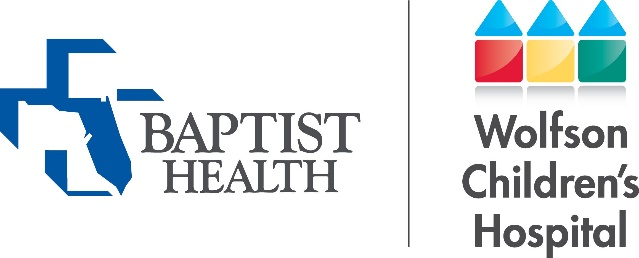 BAPTIST
HEALTH
Wolfson
Children's
Hospital